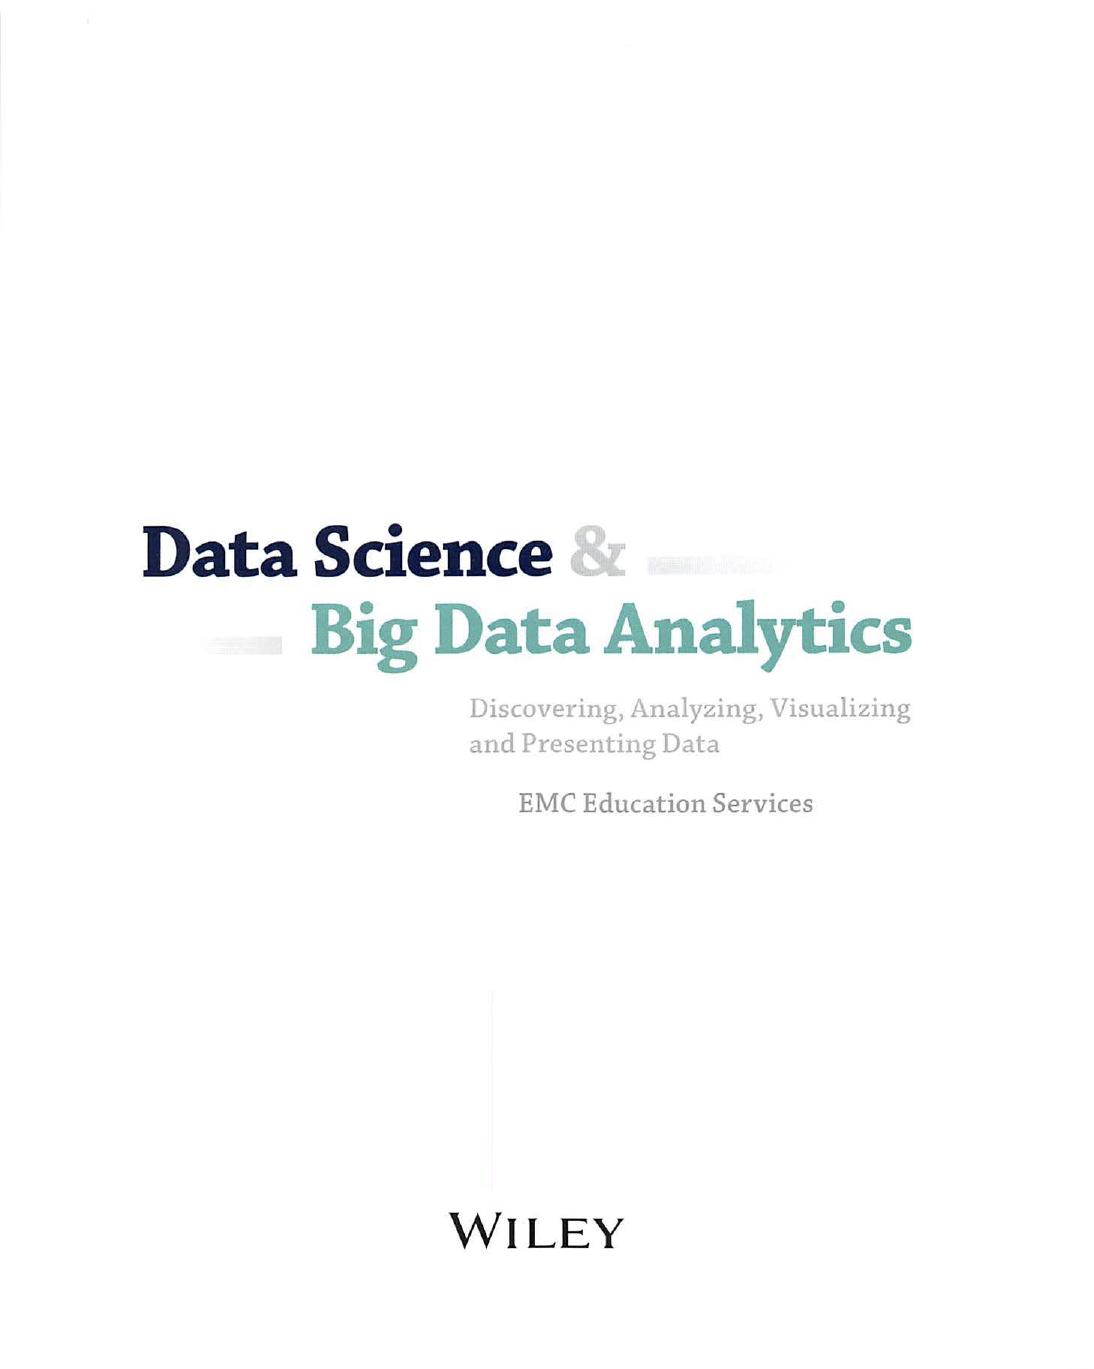 Data Science &
Big Data Analytics
Discovering, Analyzing, Visualizing
and Presenting Data
EMC Education Services
WILEY